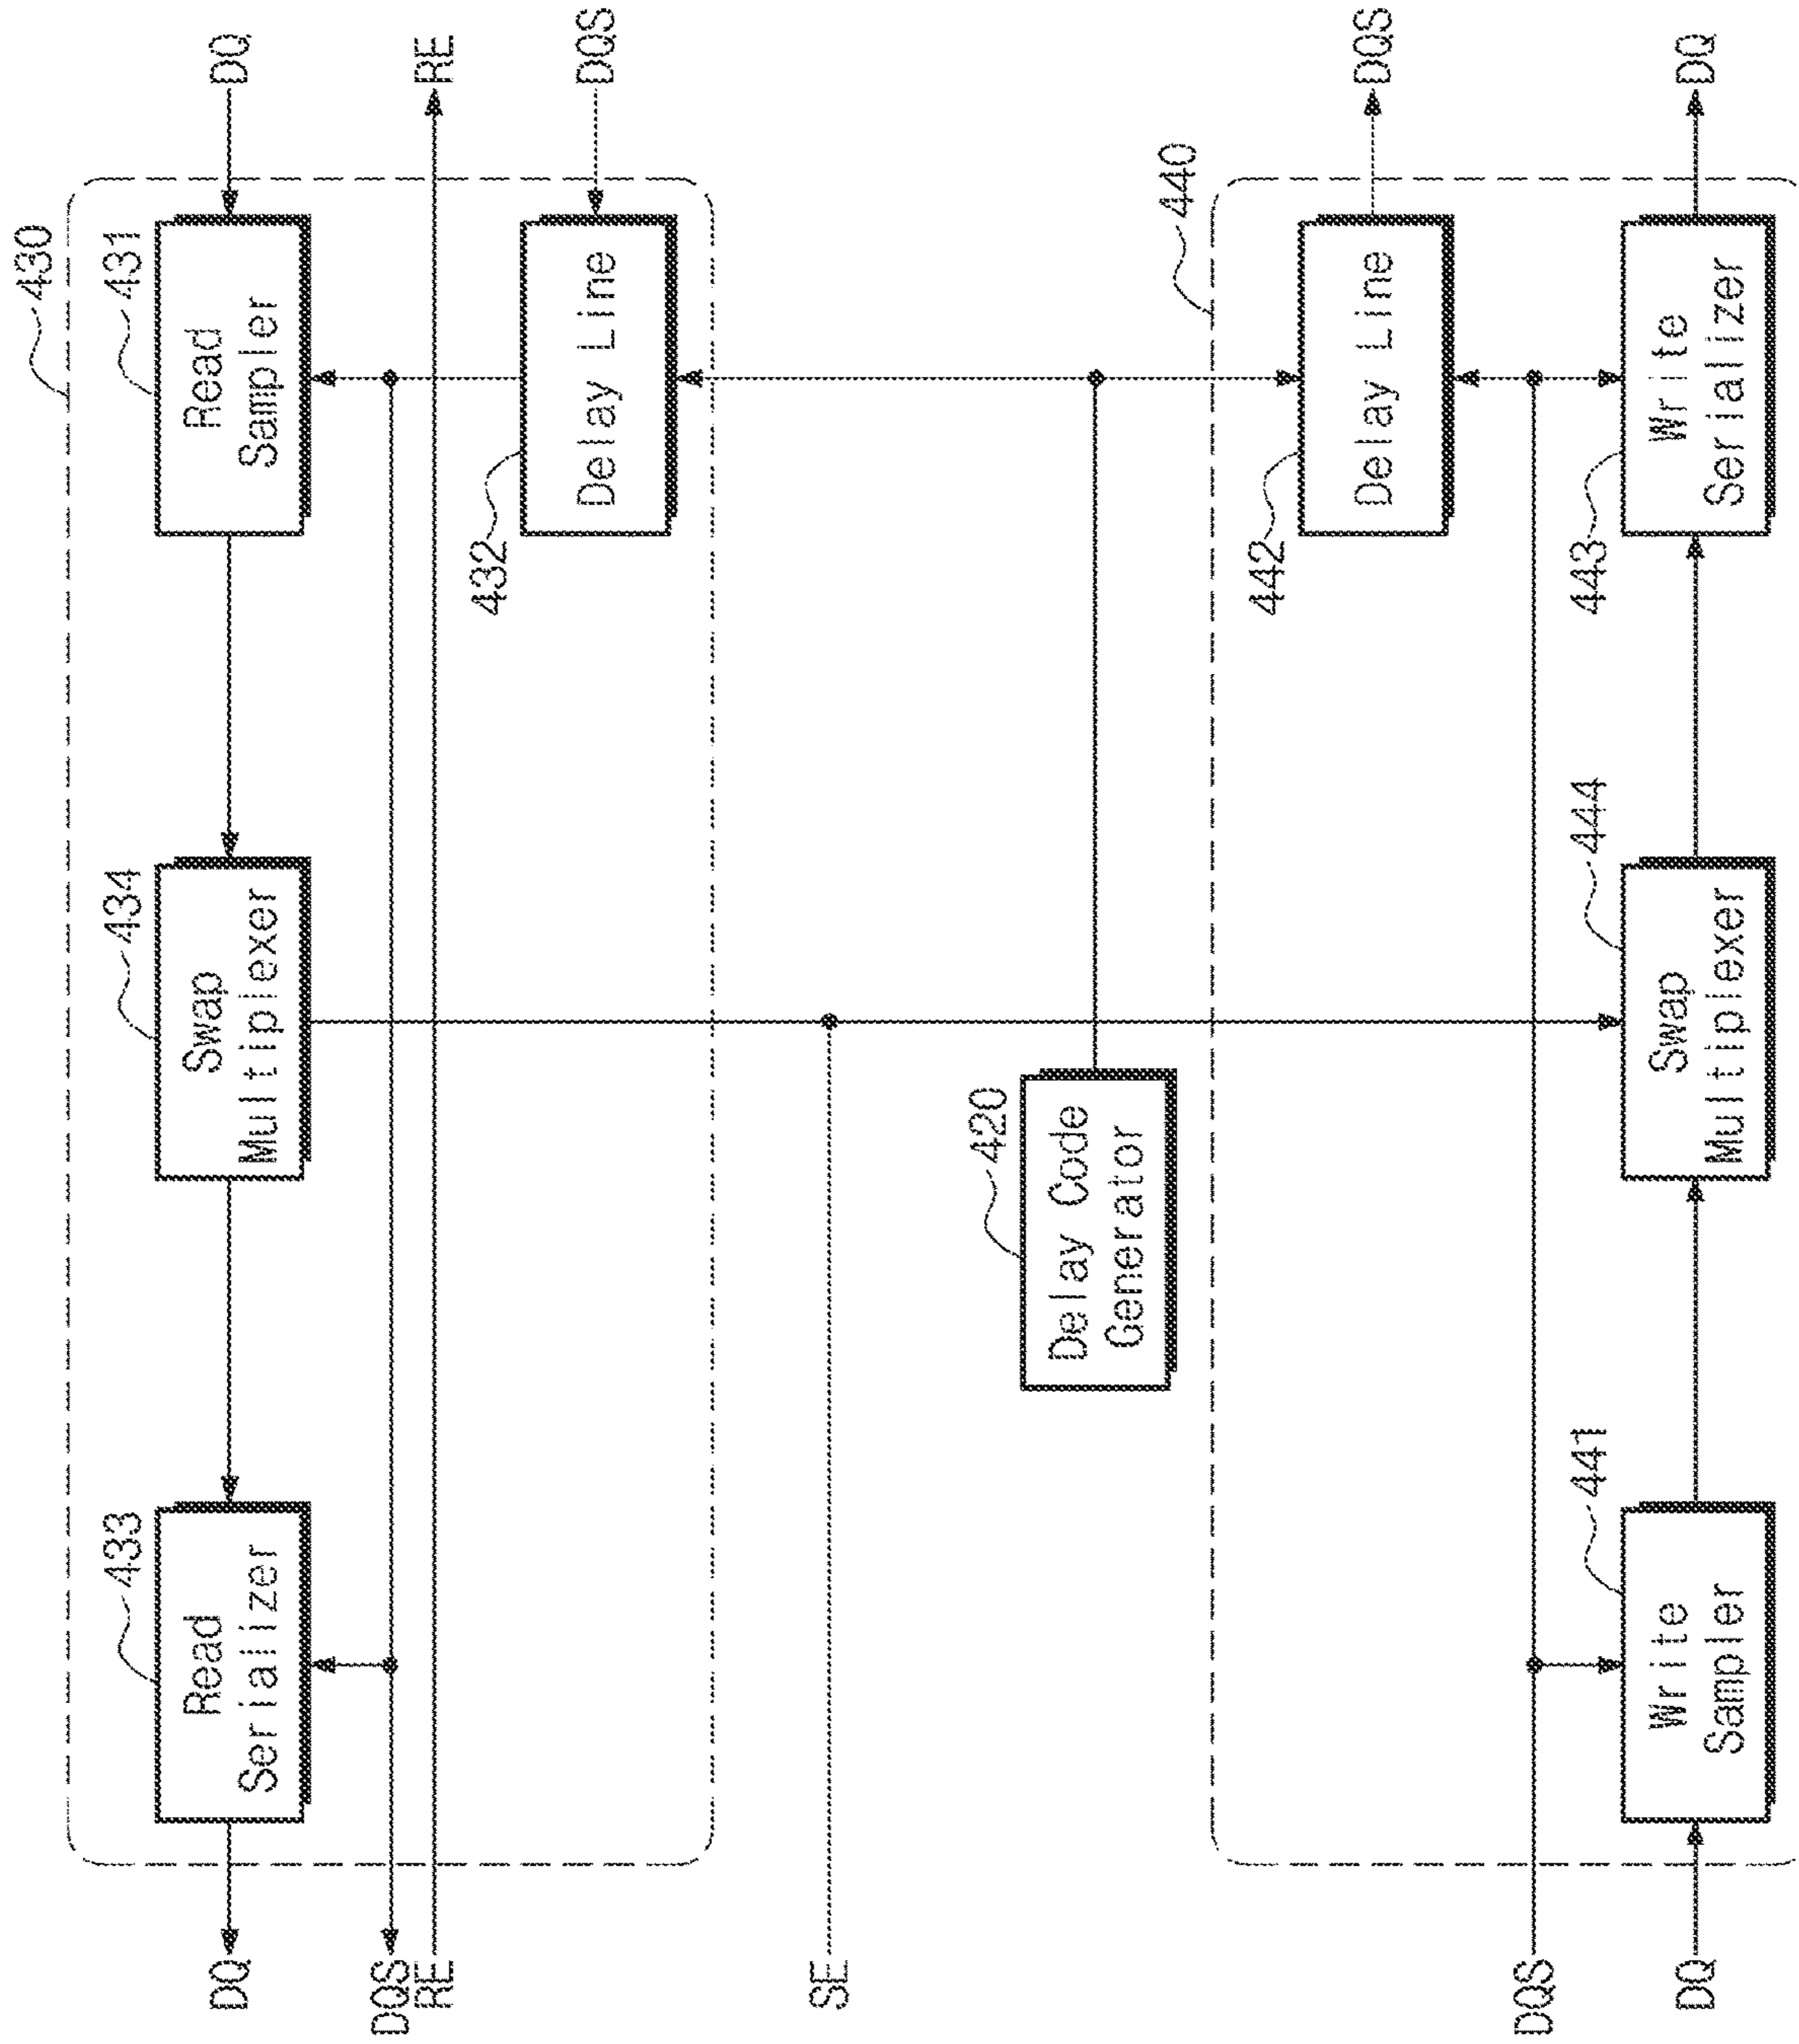 430
DQ
431
Read
Sampler
RE
432
Delay Line
DQS
434
Swap
Multiplexer
433
Read
Serializer
DQ
DQS
RE
SE
420
Delay Code
Generator
440
442
Delay Line
DQS
443
Write
Serializer
DQ
444
Swap
Multiplexer
441
Write
Sampler
DQS
DQ